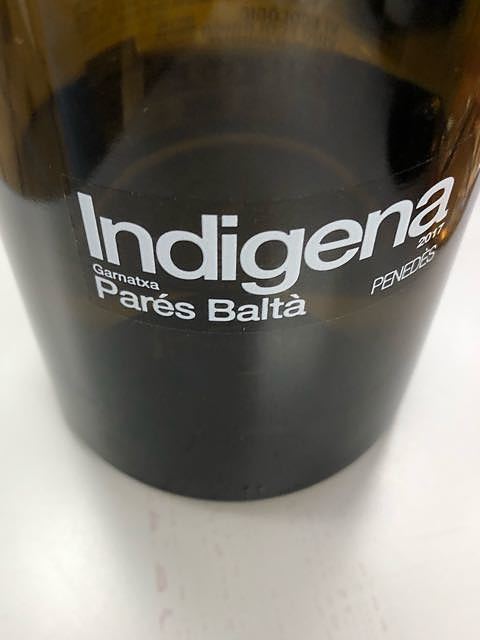 Indigena
2017
Garnatxa
PENEDÈS
Parés Baltà